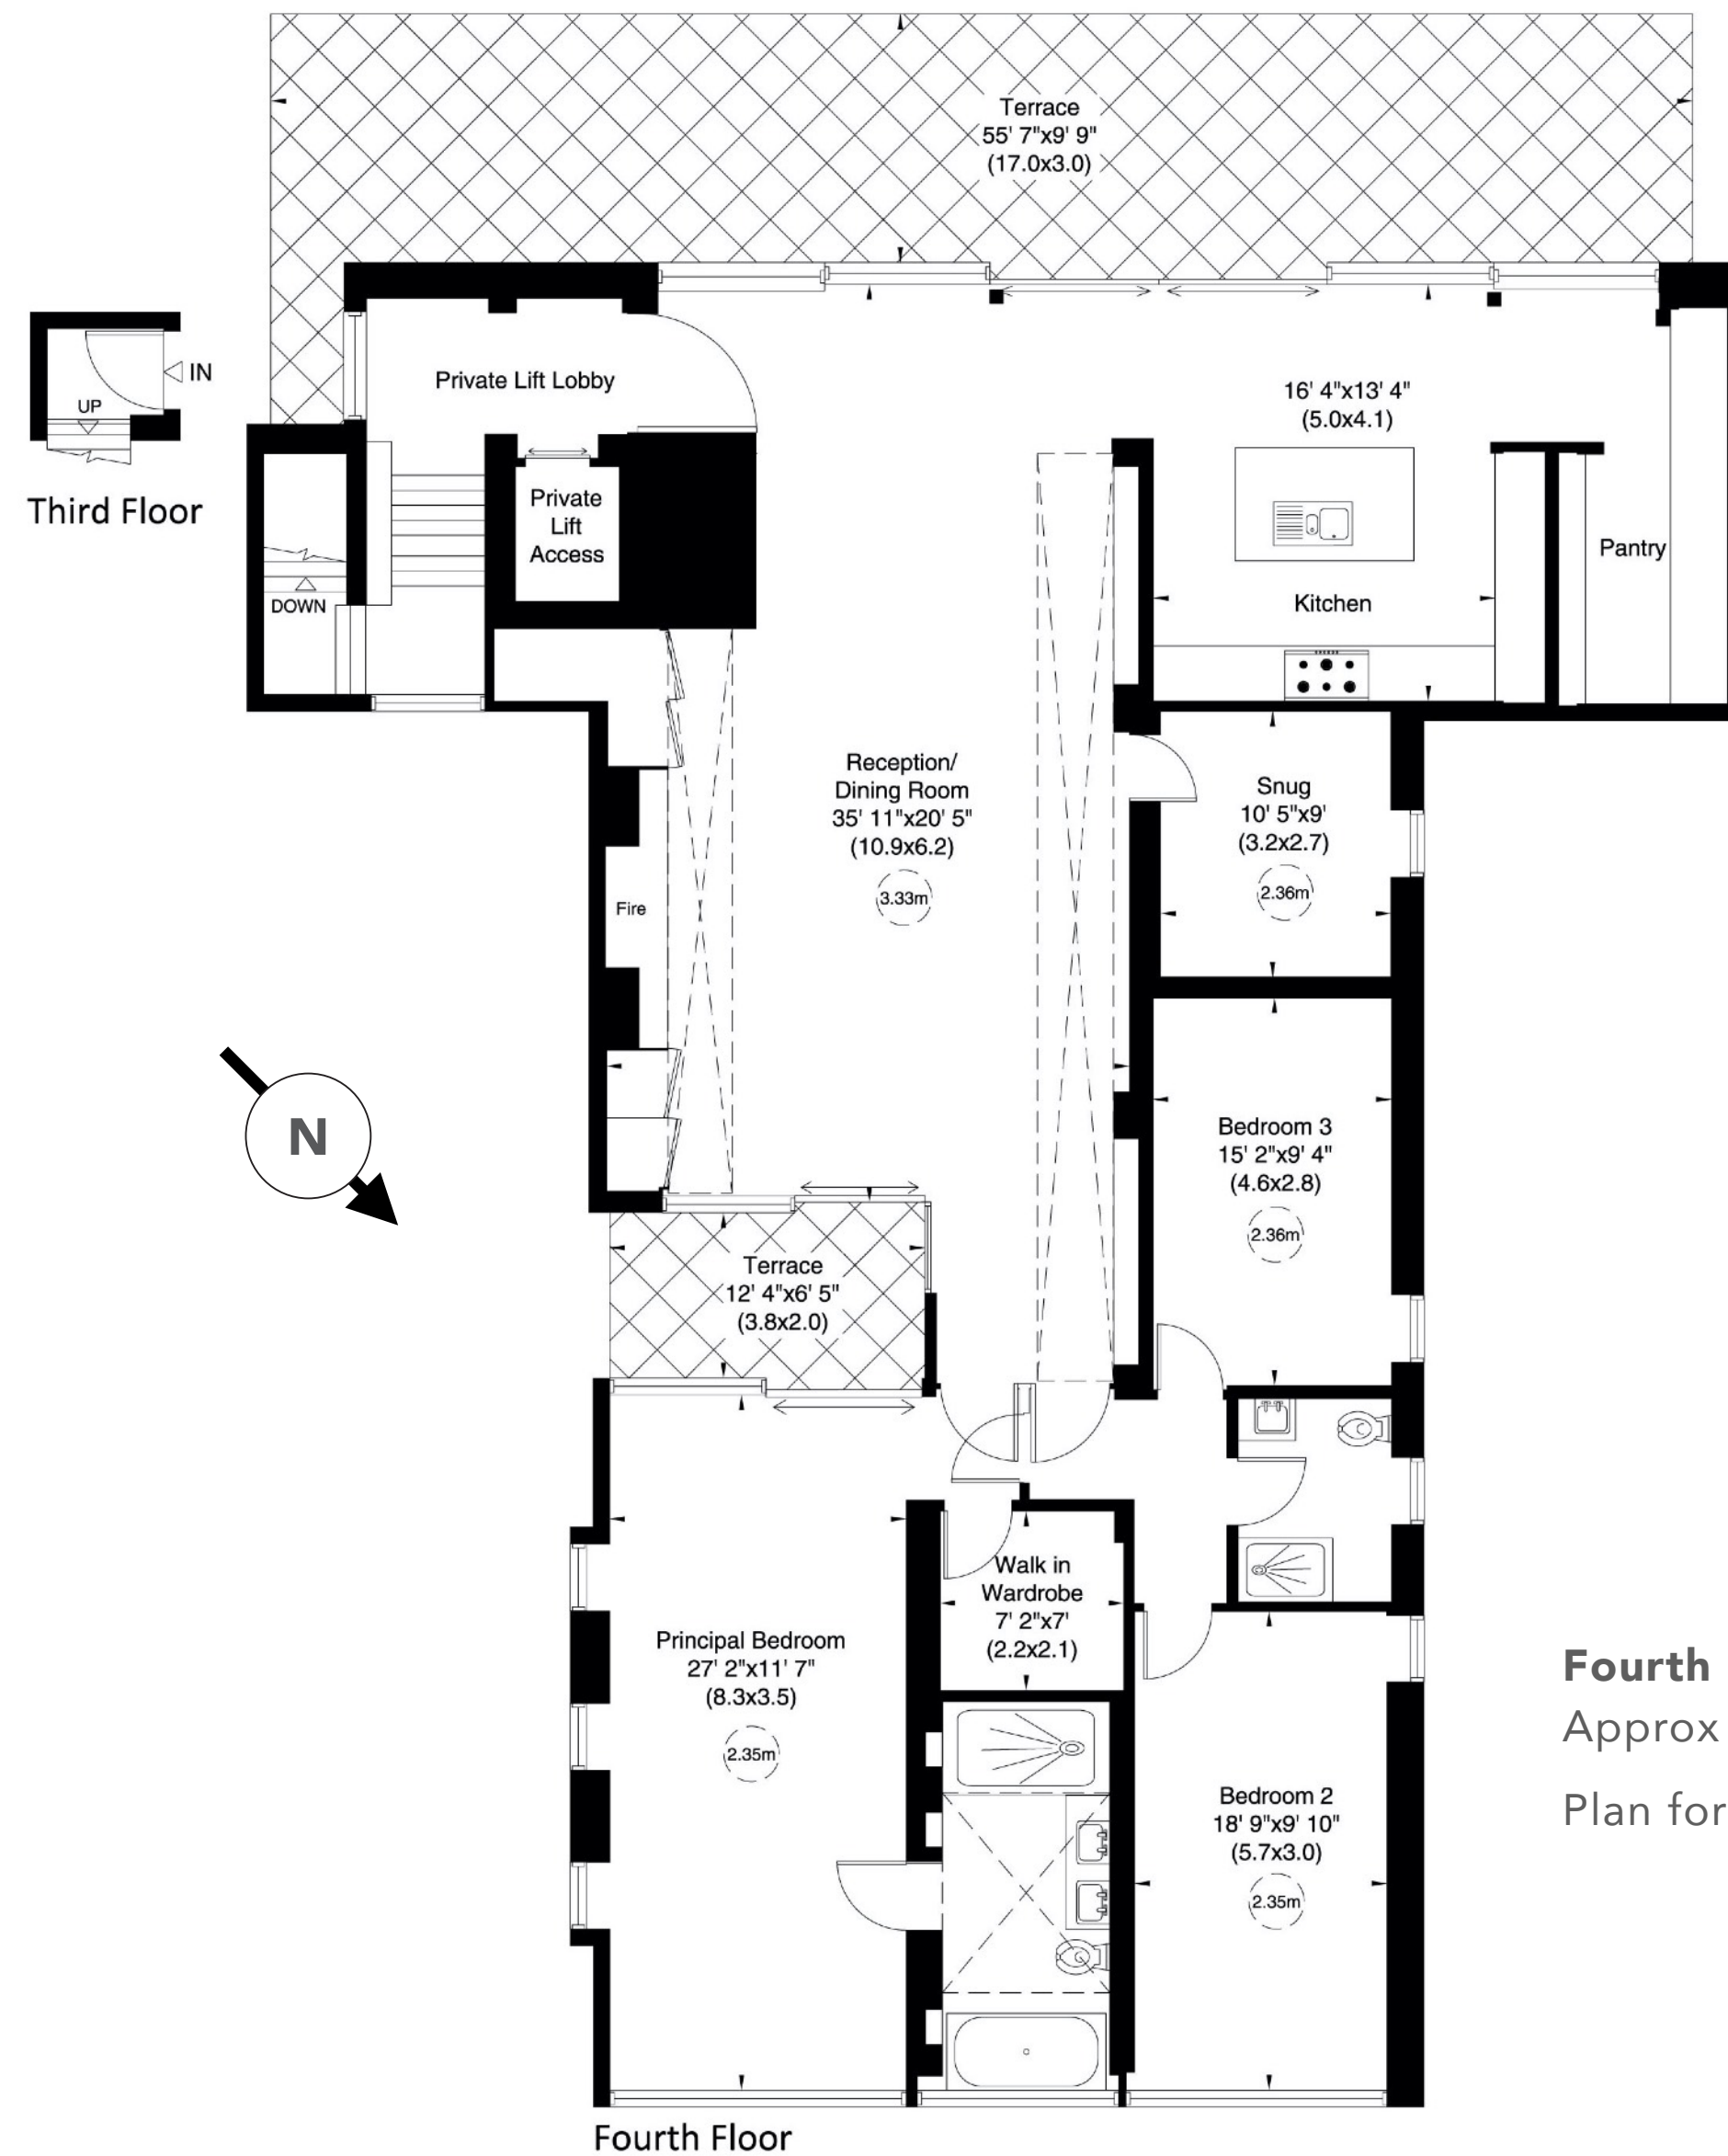 Terrace
55' 7"x9' 9"
(17.0x3.0)
IN
UP
Third Floor
Private Lift Lobby
16' 4"x13' 4"
(5.0x4.1)
Private
Lift
Access
Pantry
DOWN
Kitchen
Reception/
Dining Room
35' 11"x20' 5"
(10.9x6.2)
3.33m
Snug
10' 5"x9'
(3.2x2.7)
2.36m
Fire
N
Bedroom 3
15' 2"x9' 4"
(4.6x2.8)
2.36m
Terrace
12' 4"x6' 5"
(3.8x2.0)
Walk in
Wardrobe
7' 2"x7'
(2.2x2.1)
Principal Bedroom
27' 2"x11' 7"
(8.3x3.5)
2.35m
Bedroom 2
18' 9"x9' 10"
(5.7x3.0)
2.35m
Fourth
Approx
Plan for
Fourth Floor